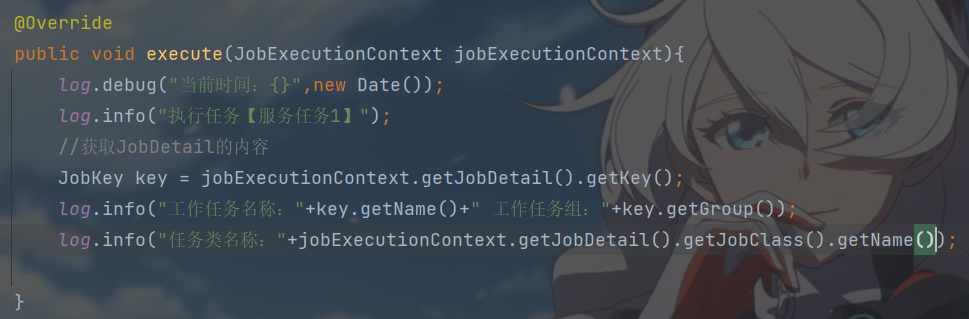 @Override
public void execute(JobExecutionContext jobExecutionContext){
log.debug("当前时间：{}",new Date());
log.info("执行任务【服务任务1】");
//获取JobDetail的内容
JobKey key = jobExecutionContext.getJobDetail().getKey();
log.info("工作任务名称："+key.getName()+" 工作任务组："+key.getGroup());
log.info("任务类名称："+jobExecutionContext.getJobDetail().getJobClass().getName());
}